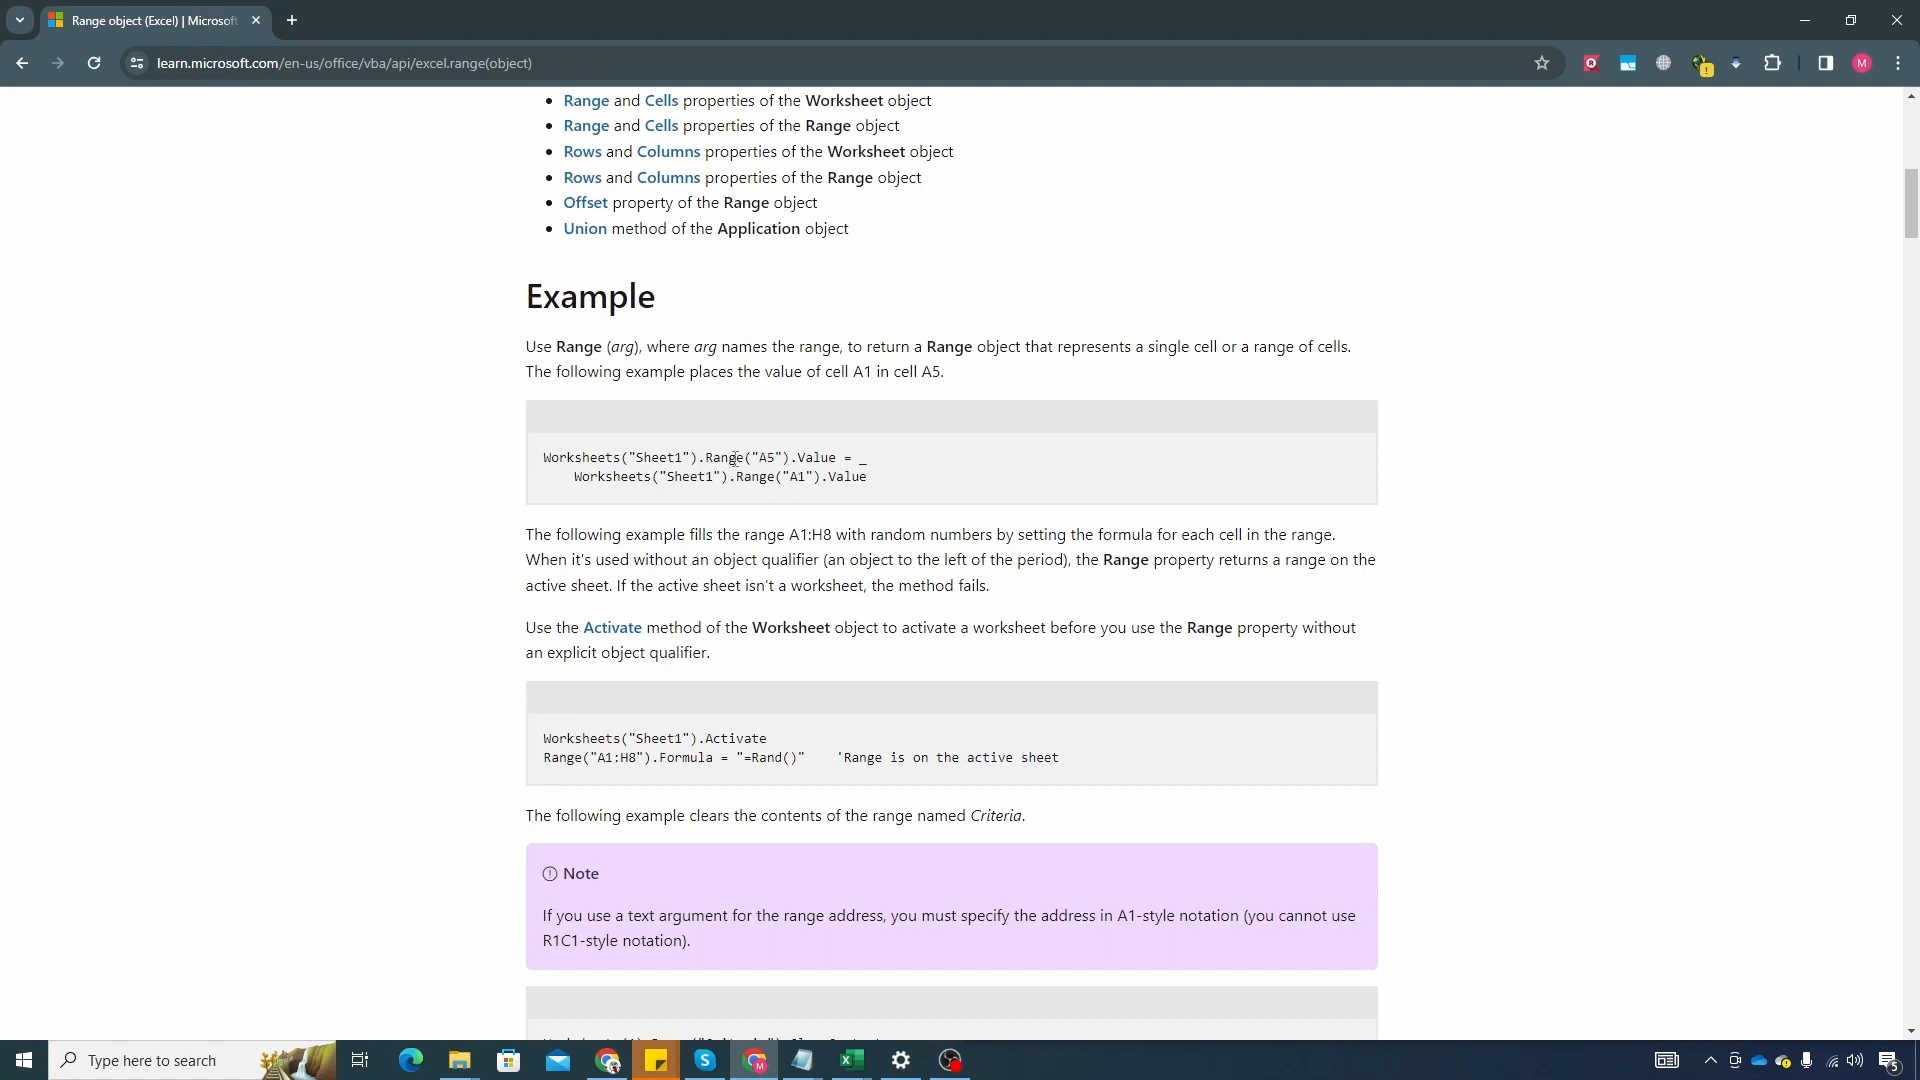 Range object (Excel) | Microsoft
learn.microsoft.com/en-us/office/vba/api/excel.range(object)
M
Range and Cells properties of the Worksheet object
Range and Cells properties of the Range object
Rows and Columns properties of the Worksheet object
Rows and Columns properties of the Range object
Offset property of the Range object
Union method of the Application object
Example
Use Range (arg), where arg names the range, to return a Range object that represents a single cell or a range of cells.
The following example places the value of cell A1 in cell A5.
Worksheets("Sheet1").Range("A5").Value = _
Worksheets("Sheet1").Range("A1").Value
The following example fills the range A1:H8 with random numbers by setting the formula for each cell in the range.
When it's used without an object qualifier (an object to the left of the period), the Range property returns a range on the
active sheet. If the active sheet isn't a worksheet, the method fails.
Use the Activate method of the Worksheet object to activate a worksheet before you use the Range property without
an explicit object qualifier.
Worksheets("Sheet1").Activate
Range("A1:H8").Formula = "=Rand()"    'Range is on the active sheet
The following example clears the contents of the range named Criteria.
Note
If you use a text argument for the range address, you must specify the address in A1-style notation (you cannot use
R1C1-style notation).
Type here to search
5